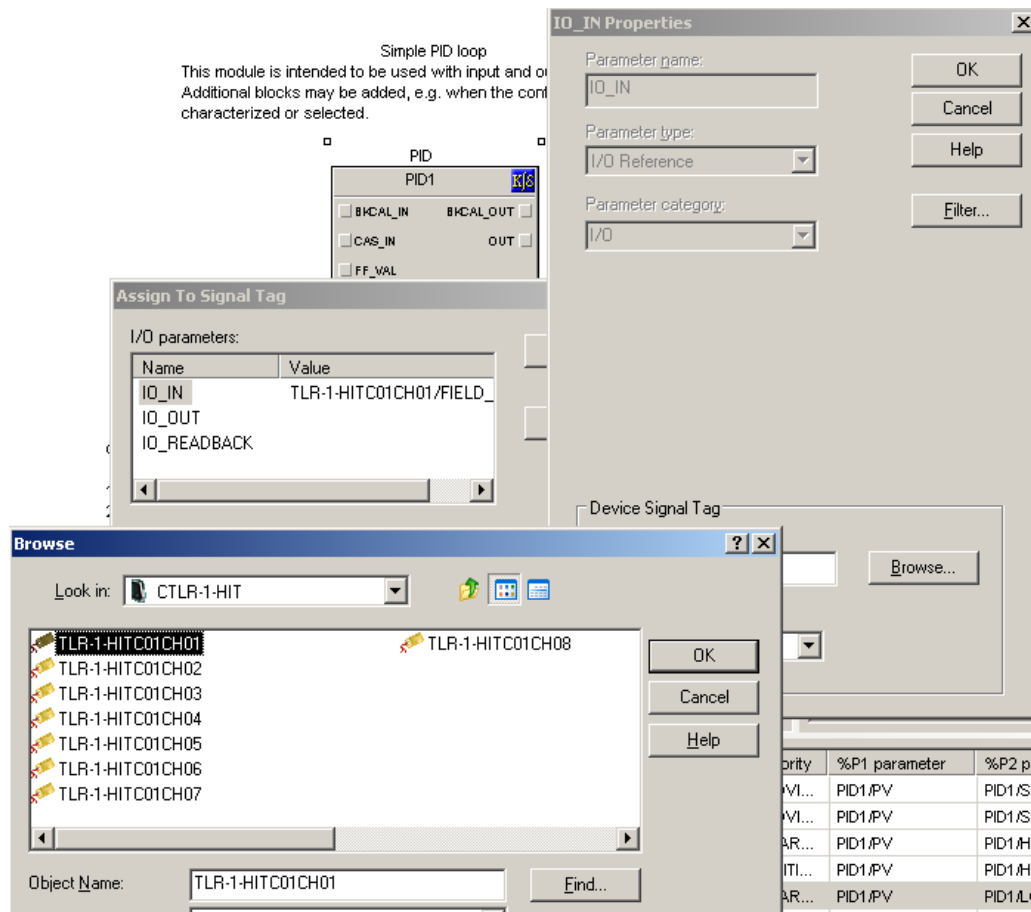 IO_IN Properties
Simple PID loop
This module is intended to be used with input and ou
Additional blocks may be added, e.g. when the cont
characterized or selected.
Parameter name:
IO_IN
OK
Cancel
Parameter type:
I/O Reference
Help
Parameter category:
I/O
Filter...
PID
PID1
BKCAL_IN BKCAL_OUT
CAS_IN OUT
FF_VAL
Assign To Signal Tag
I/O parameters:
Name Value
IO_IN TLR-1-HITC01CH01/FIELD_
IO_OUT
IO_READBACK
Device Signal Tag
Browse...
Browse
Look in: CTLR-1-HIT
TLR-1-HITC01CH01 TLR-1-HITC01CH08
TLR-1-HITC01CH02
TLR-1-HITC01CH03
TLR-1-HITC01CH04
TLR-1-HITC01CH05
TLR-1-HITC01CH06
TLR-1-HITC01CH07
OK
Cancel
Help
Object Name: TLR-1-HITC01CH01
Find...
ority %P1 parameter %P2 p
VI... PID1/PV PID1/S
VI... PID1/PV PID1/S
AR... PID1/PV PID1/H
ITI... PID1/PV PID1/H
AR... PID1/PV PID1/L